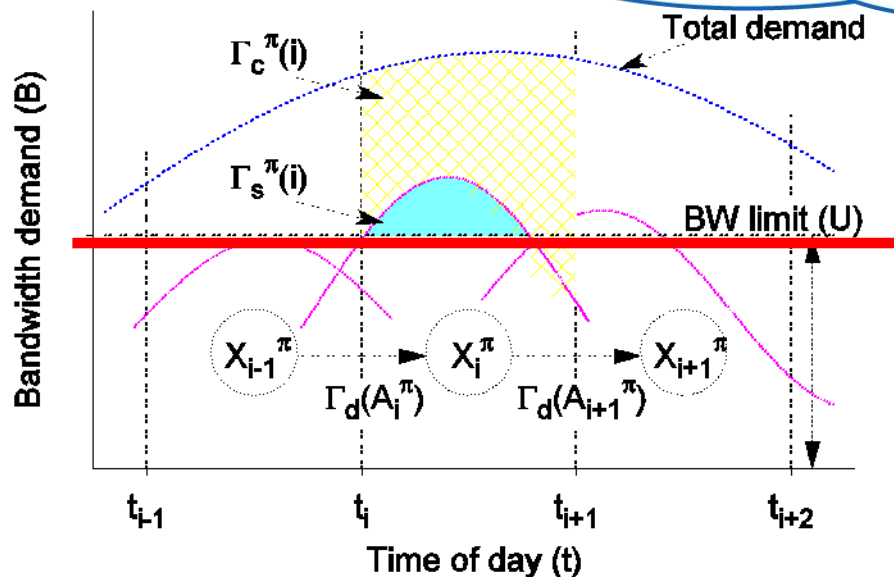 Total demand
Γc^π(i)
Γs^π(i)
BW limit (U)
Bandwidth demand (B)
Xi-1^π
Xi^π
Xi+1^π
Γd(Ai^π)
Γd(Ai+1^π)
ti-1
ti
ti+1
ti+2
Time of day (t)